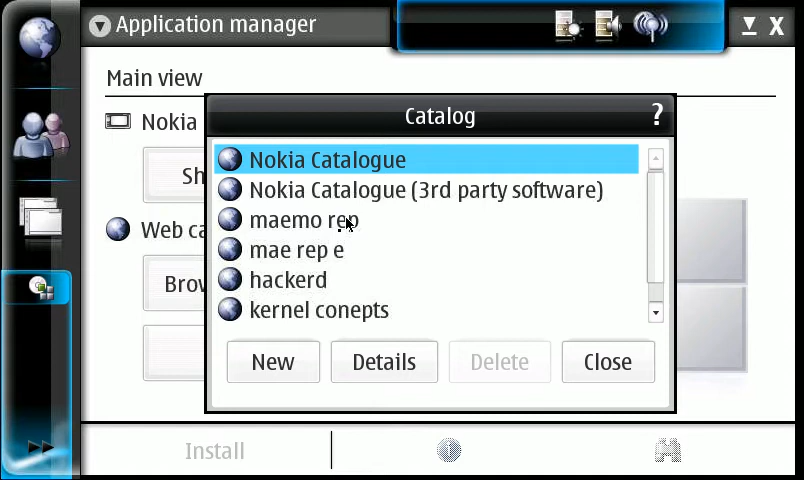 Application manager
Main view
Nokia
Sh
Web ca
Brow
Catalog
?
Nokia Catalogue
Nokia Catalogue (3rd party software)
maemo rep
mae rep e
hackerd
kernel conepts
New
Details
Delete
Close
Install